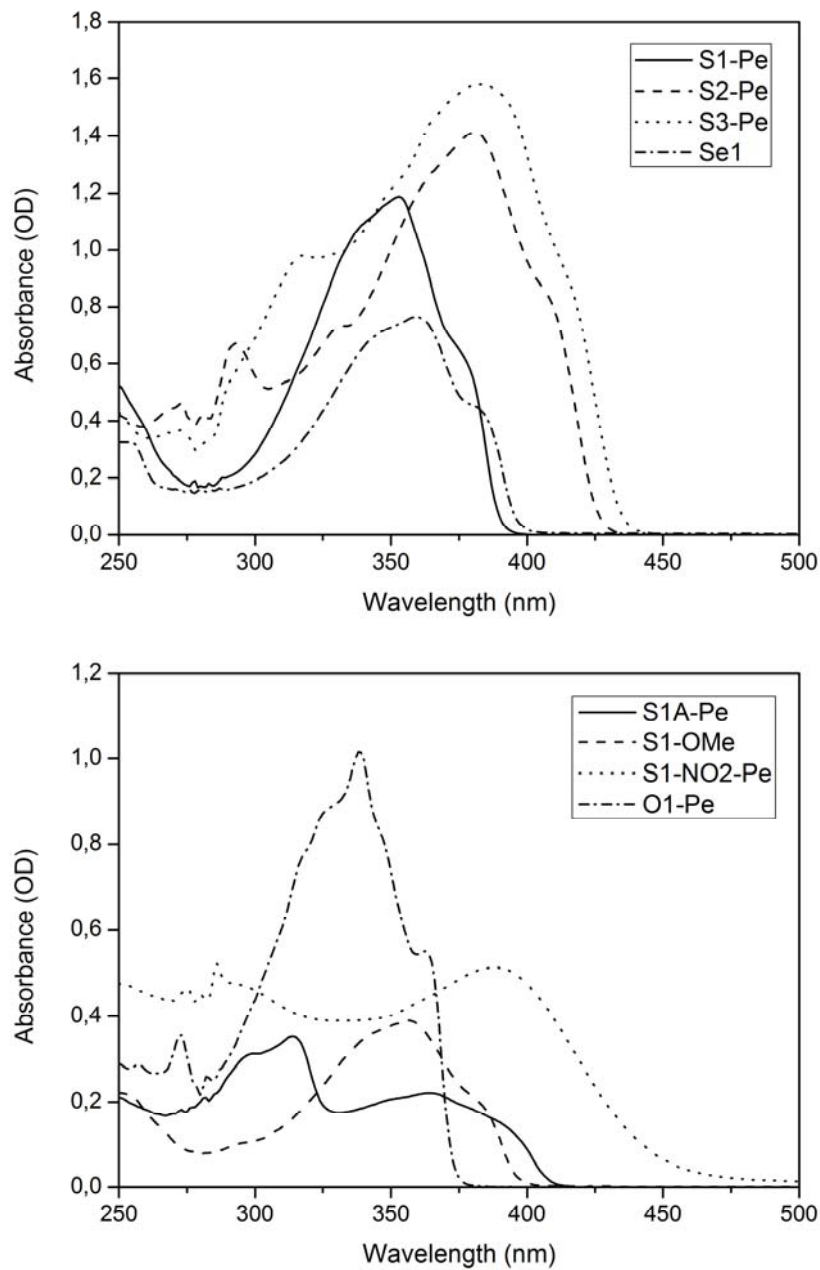 1,8
1,6
1,4
1,2
1,0
0,8
0,6
0,4
0,2
0,0
Absorbance (OD)
S1-Pe
S2-Pe
S3-Pe
Se1
250 300 350 400 450 500
Wavelength (nm)
1,2
1,0
0,8
0,6
0,4
0,2
0,0
Absorbance (OD)
S1A-Pe
S1-OMe
S1-NO2-Pe
O1-Pe
250 300 350 400 450 500
Wavelength (nm)